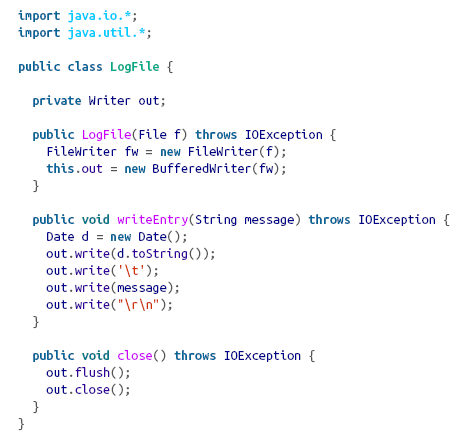 import java.io.*;
import java.util.*;

public class LogFile {

  private Writer out;

  public LogFile(File f) throws IOException {
    FileWriter fw = new FileWriter(f);
    this.out = new BufferedWriter(fw);
  }

  public void writeEntry(String message) throws IOException {
    Date d = new Date();
    out.write(d.toString());
    out.write('\t');
    out.write(message);
    out.write("\r\n");
  }

  public void close() throws IOException {
    out.flush();
    out.close();
  }
}